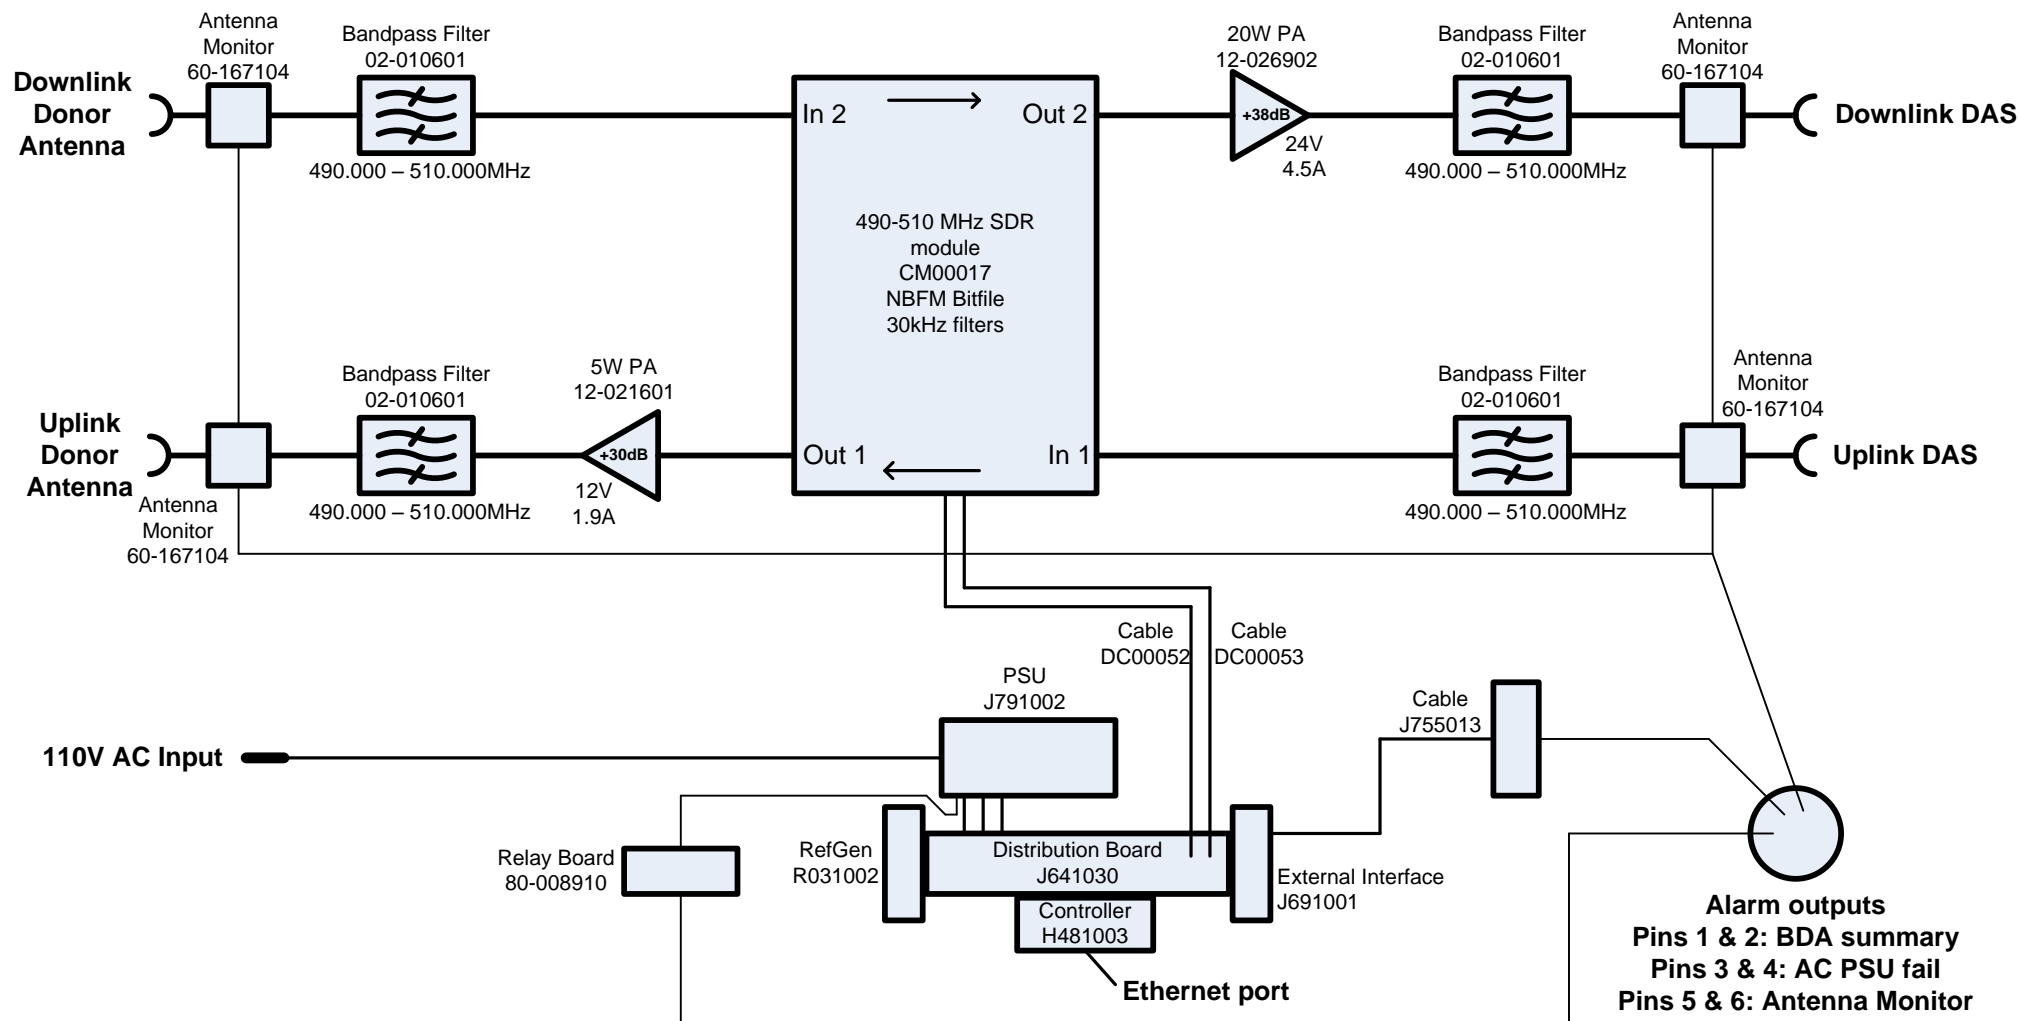 Antenna
Monitor
60-167104
Bandpass Filter
02-010601
20W PA
12-026902
Bandpass Filter
02-010601
Antenna
Monitor
60-167104
Downlink
Donor
Antenna
In 2
Out 2
+38dB
24V
4.5A
Downlink DAS
490.000 – 510.000MHz
490.000 – 510.000MHz
490-510 MHz SDR
module
CM00017
NBFM Bitfile
30kHz filters
Uplink
Donor
Antenna
Antenna
Monitor
60-167104
Bandpass Filter
02-010601
490.000 – 510.000MHz
5W PA
12-021601
+30dB
12V
1.9A
Out 1
In 1
Bandpass Filter
02-010601
490.000 – 510.000MHz
Antenna
Monitor
60-167104
Uplink DAS
Cable
DC00052
Cable
DC00053
PSU
J791002
Cable
J755013
110V AC Input
Relay Board
80-008910
RefGen
R031002
Distribution Board
J641030
Controller
H481003
External Interface
J691001
Ethernet port
Alarm outputs
Pins 1 & 2: BDA summary
Pins 3 & 4: AC PSU fail
Pins 5 & 6: Antenna Monitor